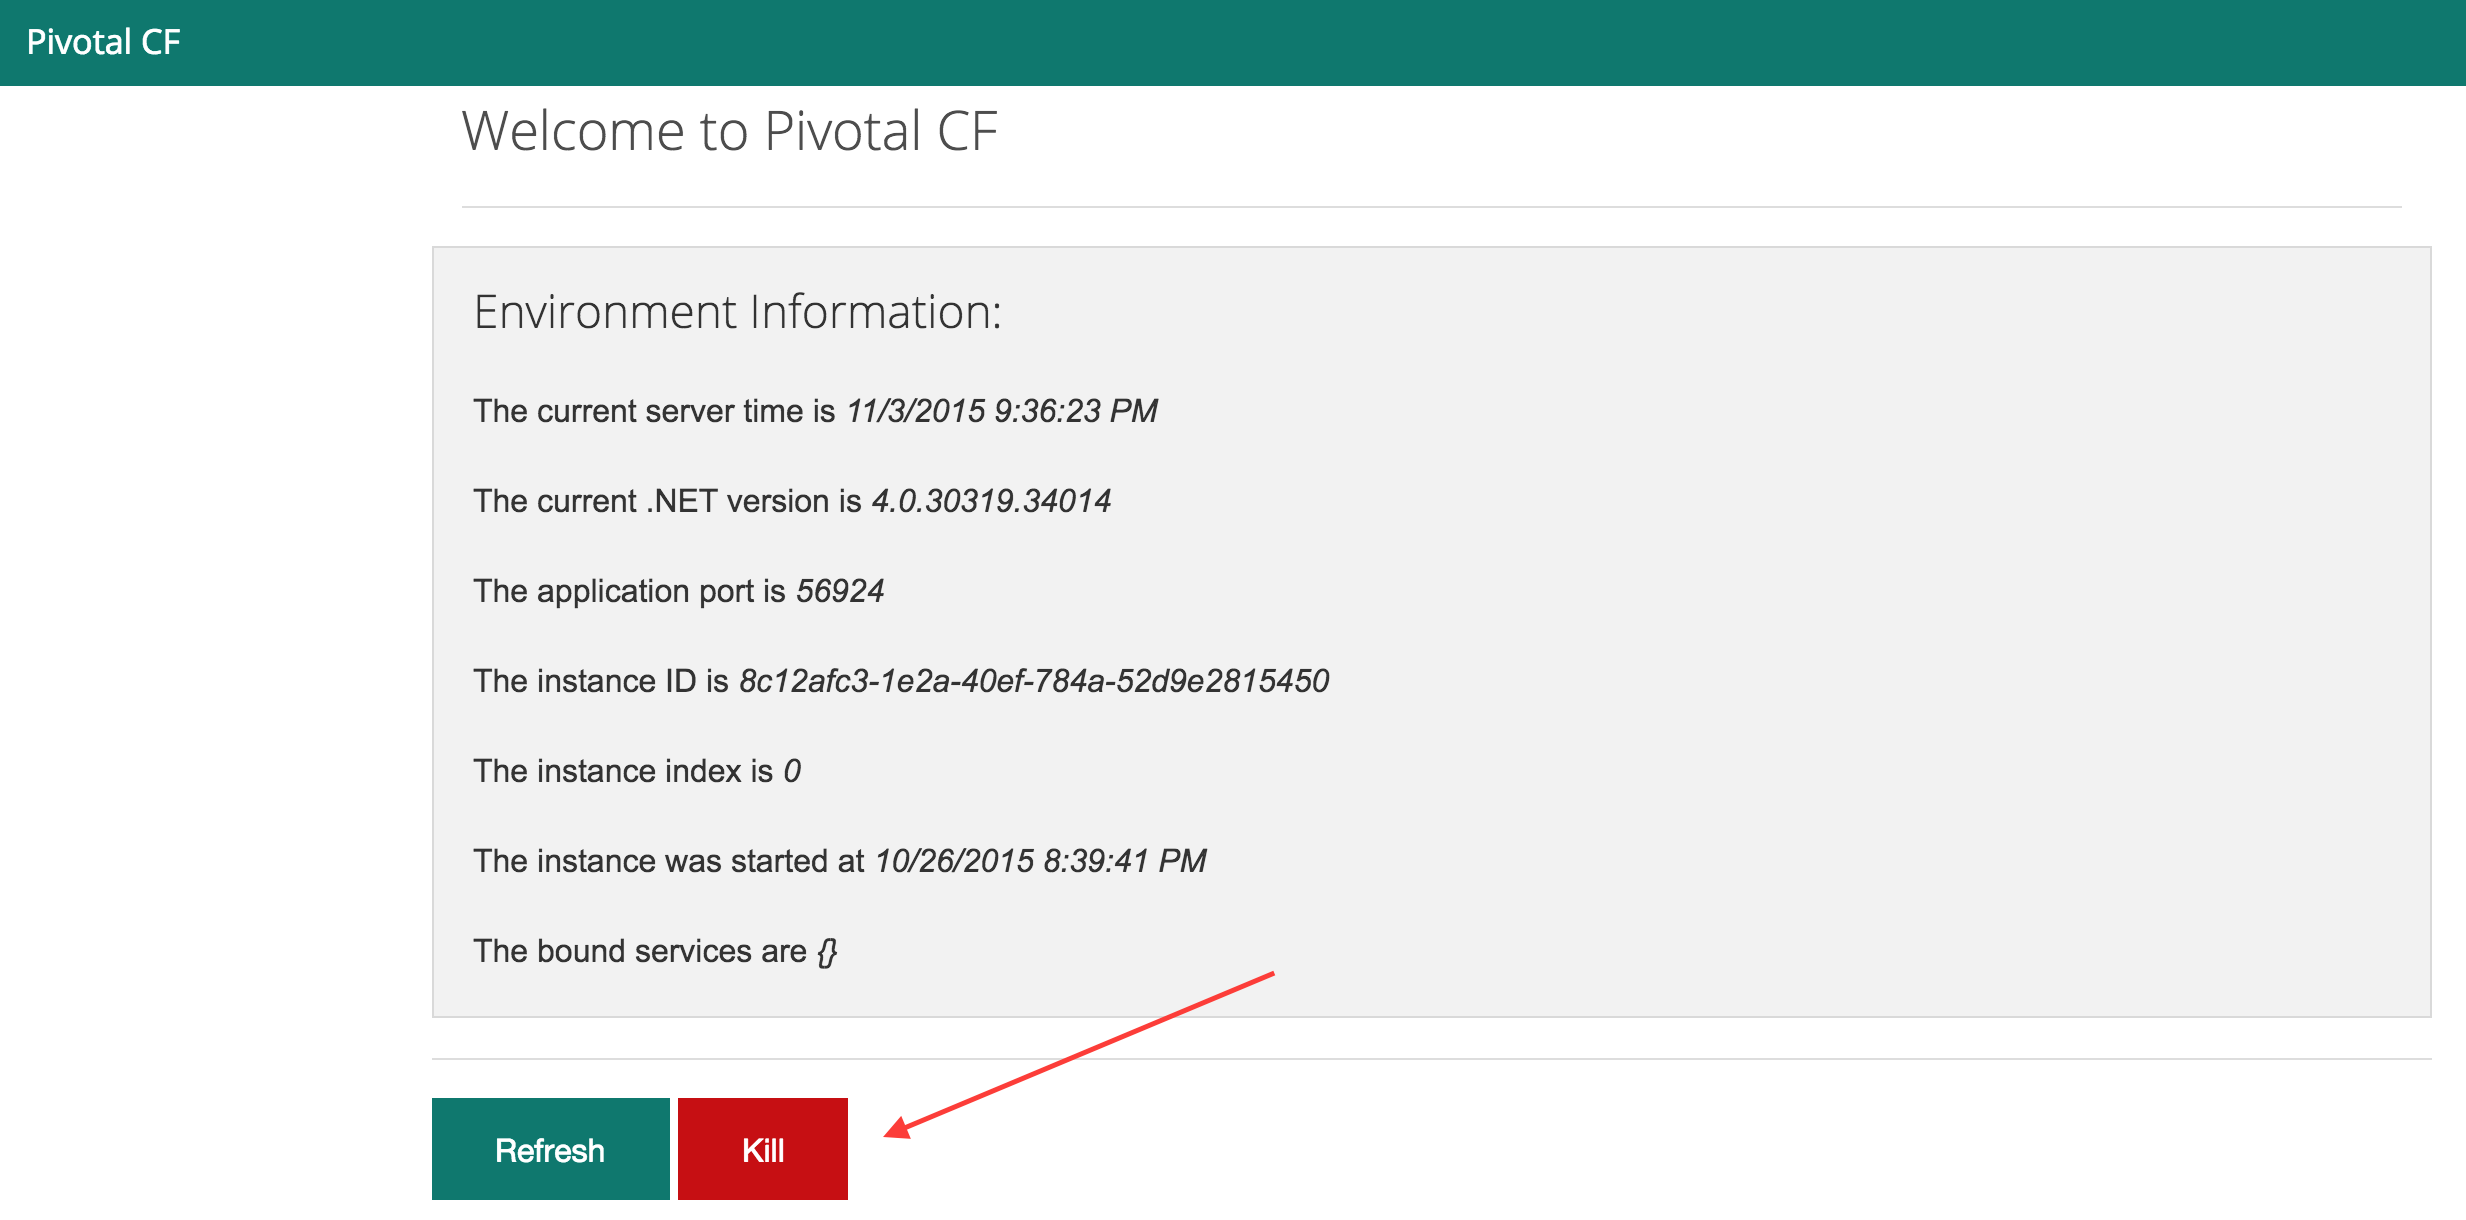 Pivotal CF
Welcome to Pivotal CF
Environment Information:
The current server time is 11/3/2015 9:36:23 PM
The current .NET version is 4.0.30319.34014
The application port is 56924
The instance ID is 8c12afc3-1e2a-40ef-784a-52d9e2815450
The instance index is 0
The instance was started at 10/26/2015 8:39:41 PM
The bound services are {}
Refresh Kill